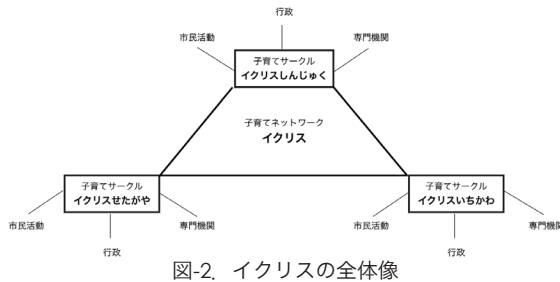 行政
市民活動
専門機関
子育てサークル
イクリスしんじゅく
子育てネットワーク
イクリス
子育てサークル
イクリスせたがや
市民活動
専門機関
行政
子育てサークル
イクリスいちかわ
市民活動
専門機関
行政
図-2. イクリスの全体像